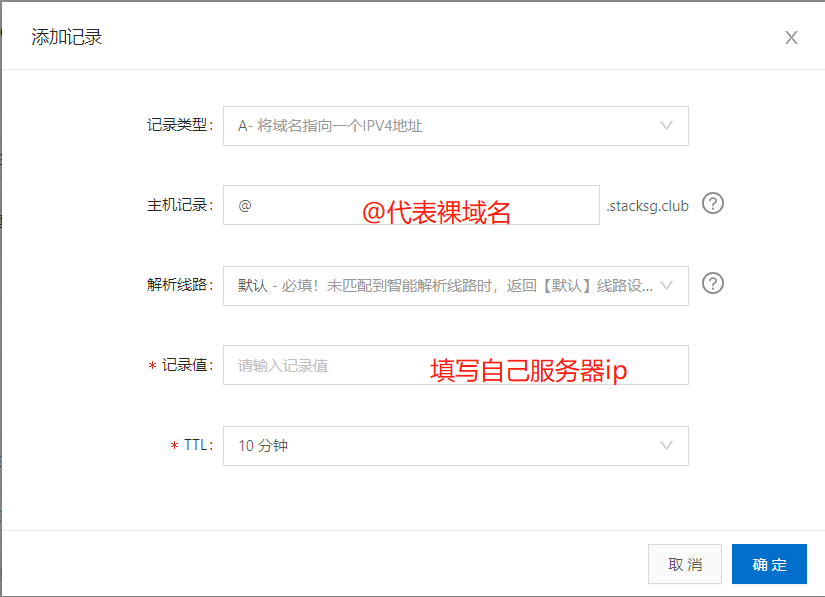 添加记录
记录类型:
A- 将域名指向一个IPV4地址
主机记录:
@
@代表裸域名
.stacksg.club
?
解析线路:
默认 - 必填！未匹配到智能解析线路时，返回【默认】线路设...
?
* 记录值:
请输入记录值
填写自己服务器ip
* TTL:
10 分钟
取 消
确 定